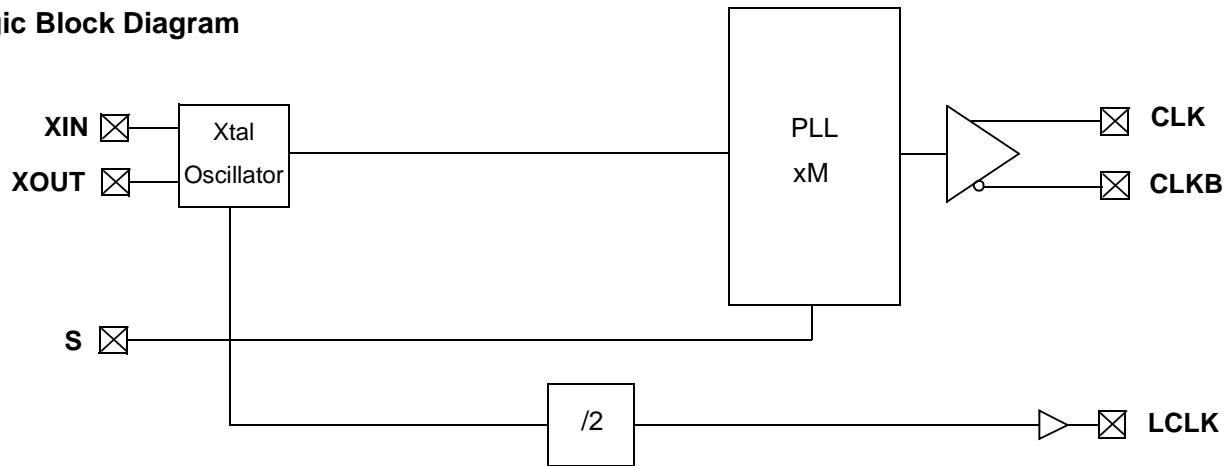 gic Block Diagram
XIN
XOUT
Xtal
Oscillator
PLL
xM
CLK
CLKB
S
/2
LCLK